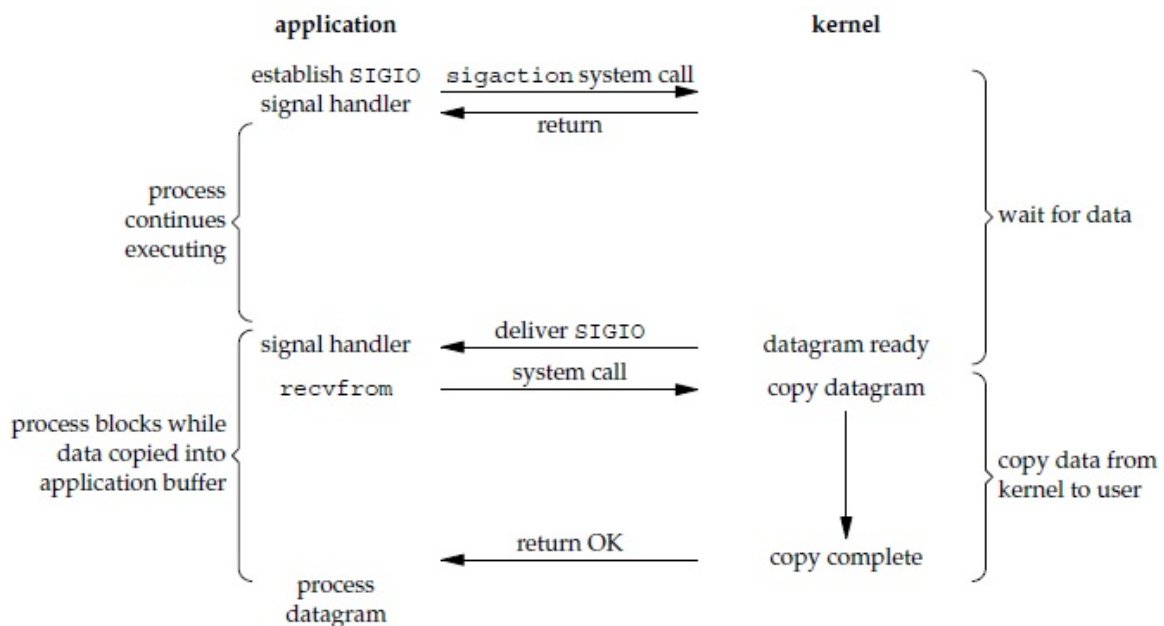 application
kernel
establish SIGIO
signal handler
sigaction system call
return
process
continues
executing
wait for data
signal handler
deliver SIGIO
datagram ready
recvfrom
system call
copy datagram
process blocks while
data copied into
application buffer
copy data from
kernel to user
return OK
copy complete
process
datagram